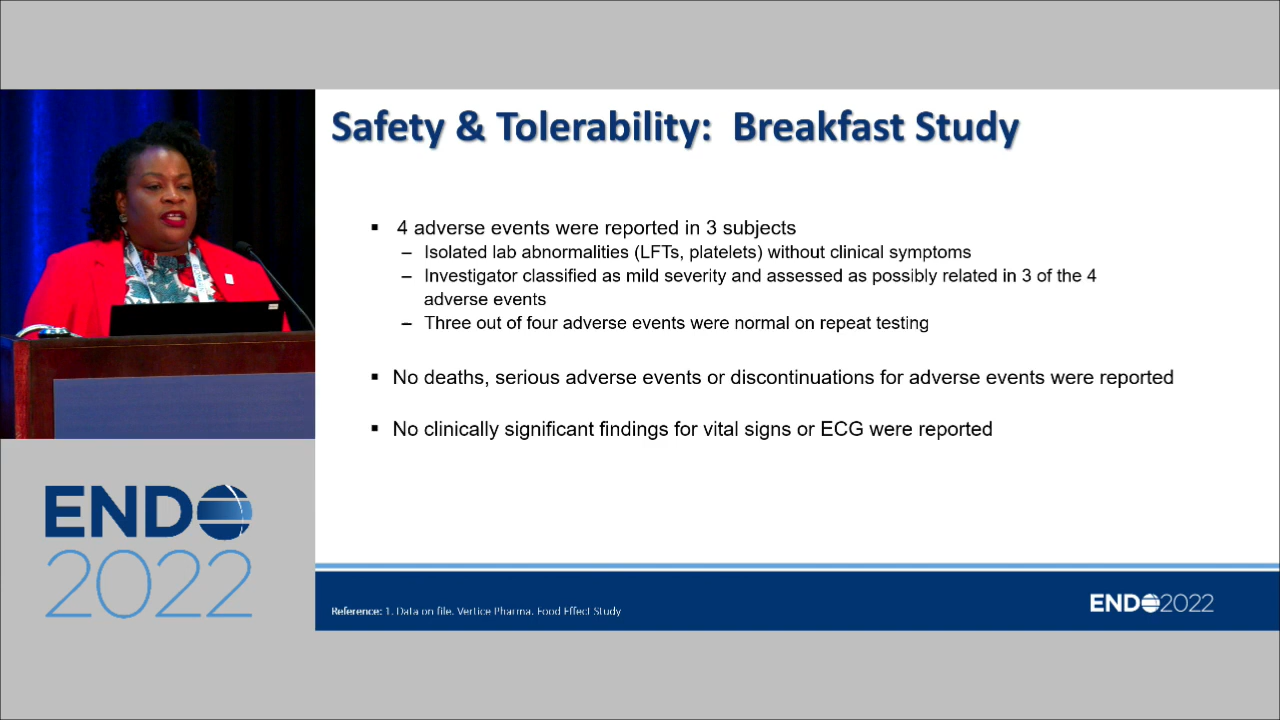 Safety & Tolerability: Breakfast Study
▪ 4 adverse events were reported in 3 subjects
– Isolated lab abnormalities (LFTs, platelets) without clinical symptoms
– Investigator classified as mild severity and assessed as possibly related in 3 of the 4
adverse events
– Three out of four adverse events were normal on repeat testing
▪ No deaths, serious adverse events or discontinuations for adverse events were reported
▪ No clinically significant findings for vital signs or ECG were reported
ENDO
2022
Reference: 1. Data on file. Vertice Pharma. Food Effect Study
ENDO2022